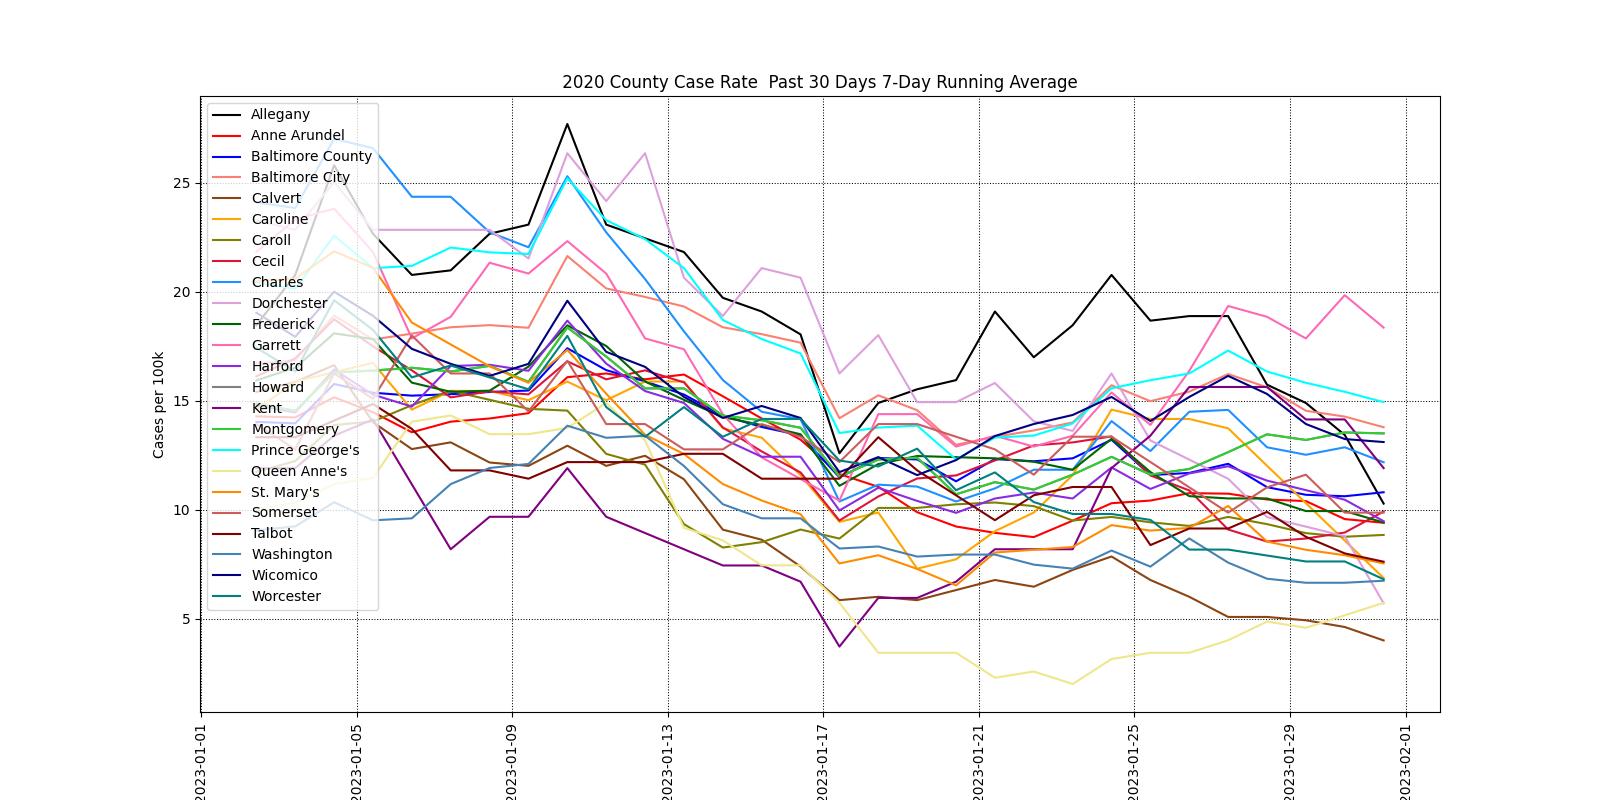 2020 County Case Rate  Past 30 Days 7-Day Running Average
Cases per 100k
25
20
15
10
5
Allegany
Anne Arundel
Baltimore County
Baltimore City
Calvert
Caroline
Caroll
Cecil
Charles
Dorchester
Frederick
Garrett
Harford
Howard
Kent
Montgomery
Prince George's
Queen Anne's
St. Mary's
Somerset
Talbot
Washington
Wicomico
Worcester
2023-01-01
2023-01-05
2023-01-09
2023-01-13
2023-01-17
2023-01-21
2023-01-25
2023-01-29
2023-02-01